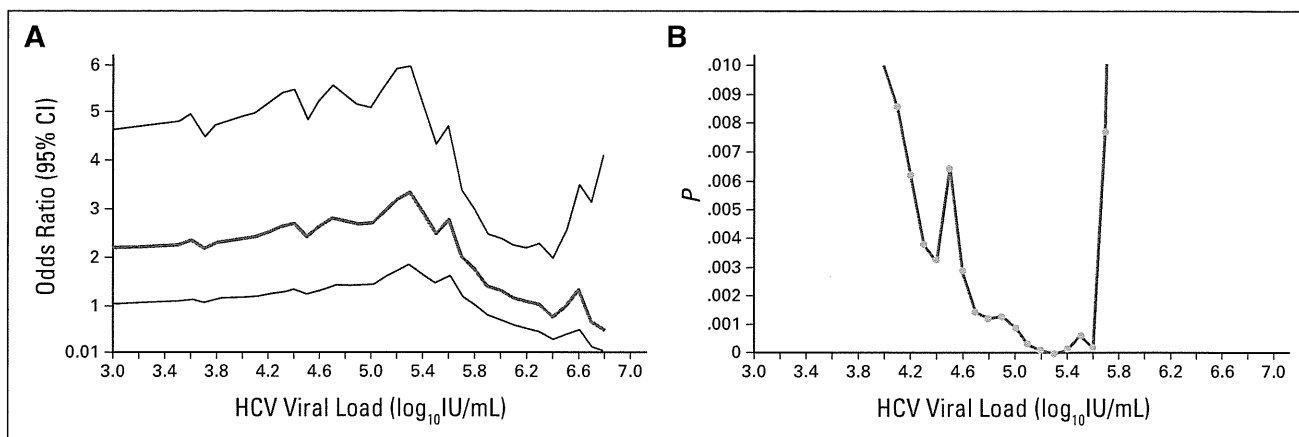 A
6
5
4
3
2
1
0.01
Odds Ratio (95% CI)
3.0 3.4 3.8 4.2 4.6 5.0 5.4 5.8 6.2 6.6 7.0
HCV Viral Load (log10IU/mL)
B
.010
.009
.008
.007
.006
.005
.004
.003
.002
.001
0
P
3.0 3.4 3.8 4.2 4.6 5.0 5.4 5.8 6.2 6.6 7.0
HCV Viral Load (log10IU/mL)